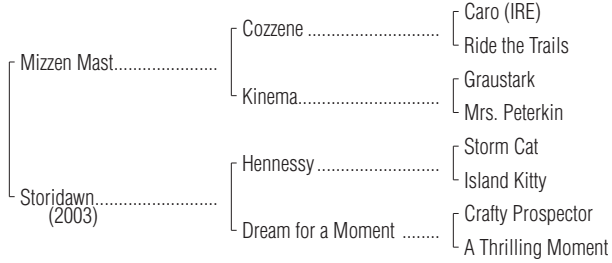 Caro (IRE)
Cozzene ................................
Ride the Trails
Mizzen Mast........................
Graustark
Kinema.................................
Mrs. Peterkin
Storm Cat
Hennessy .............................
Island Kitty
Storidawn............................
(2003)
Crafty Prospector
Dream for a Moment ........
A Thrilling Moment